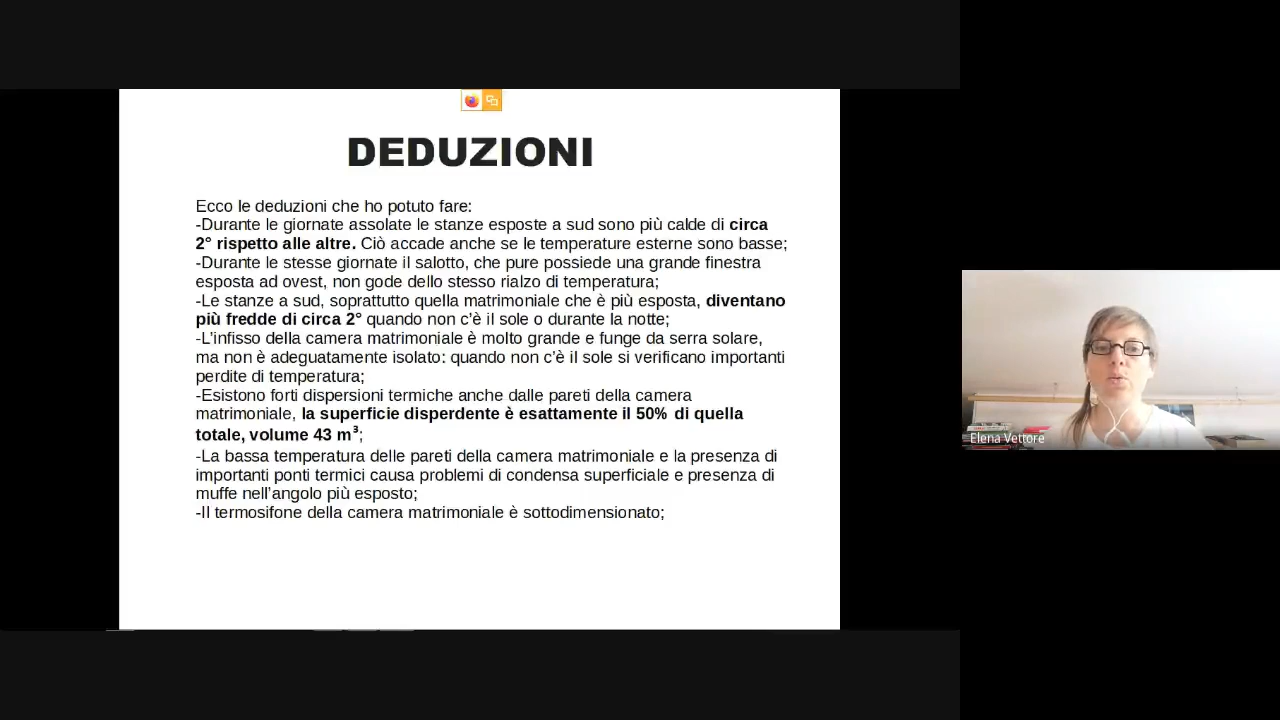 DEDUZIONI
Ecco le deduzioni che ho potuto fare:
-Durante le giornate assolate le stanze esposte a sud sono più calde di circa
2° rispetto alle altre. Ciò accade anche se le temperature esterne sono basse;
-Durante le stesse giornate il salotto, che pure possiede una grande finestra
esposta ad ovest, non gode dello stesso rialzo di temperatura;
-Le stanze a sud, soprattutto quella matrimoniale che è più esposta, diventano
più fredde di circa 2° quando non c'è il sole o durante la notte;
-L'infisso della camera matrimoniale è molto grande e funge da serra solare,
ma non è adeguatamente isolato: quando non c'è il sole si verificano importanti
perdite di temperatura;
-Esistono forti dispersioni termiche anche dalle pareti della camera
matrimoniale, la superficie disperdente è esattamente il 50% di quella
totale, volume 43 m³;
-La bassa temperatura delle pareti della camera matrimoniale e la presenza di
importanti ponti termici causa problemi di condensa superficiale e presenza di
muffe nell'angolo più esposto;
-Il termosifone della camera matrimoniale è sottodimensionato;
Elena Vettore